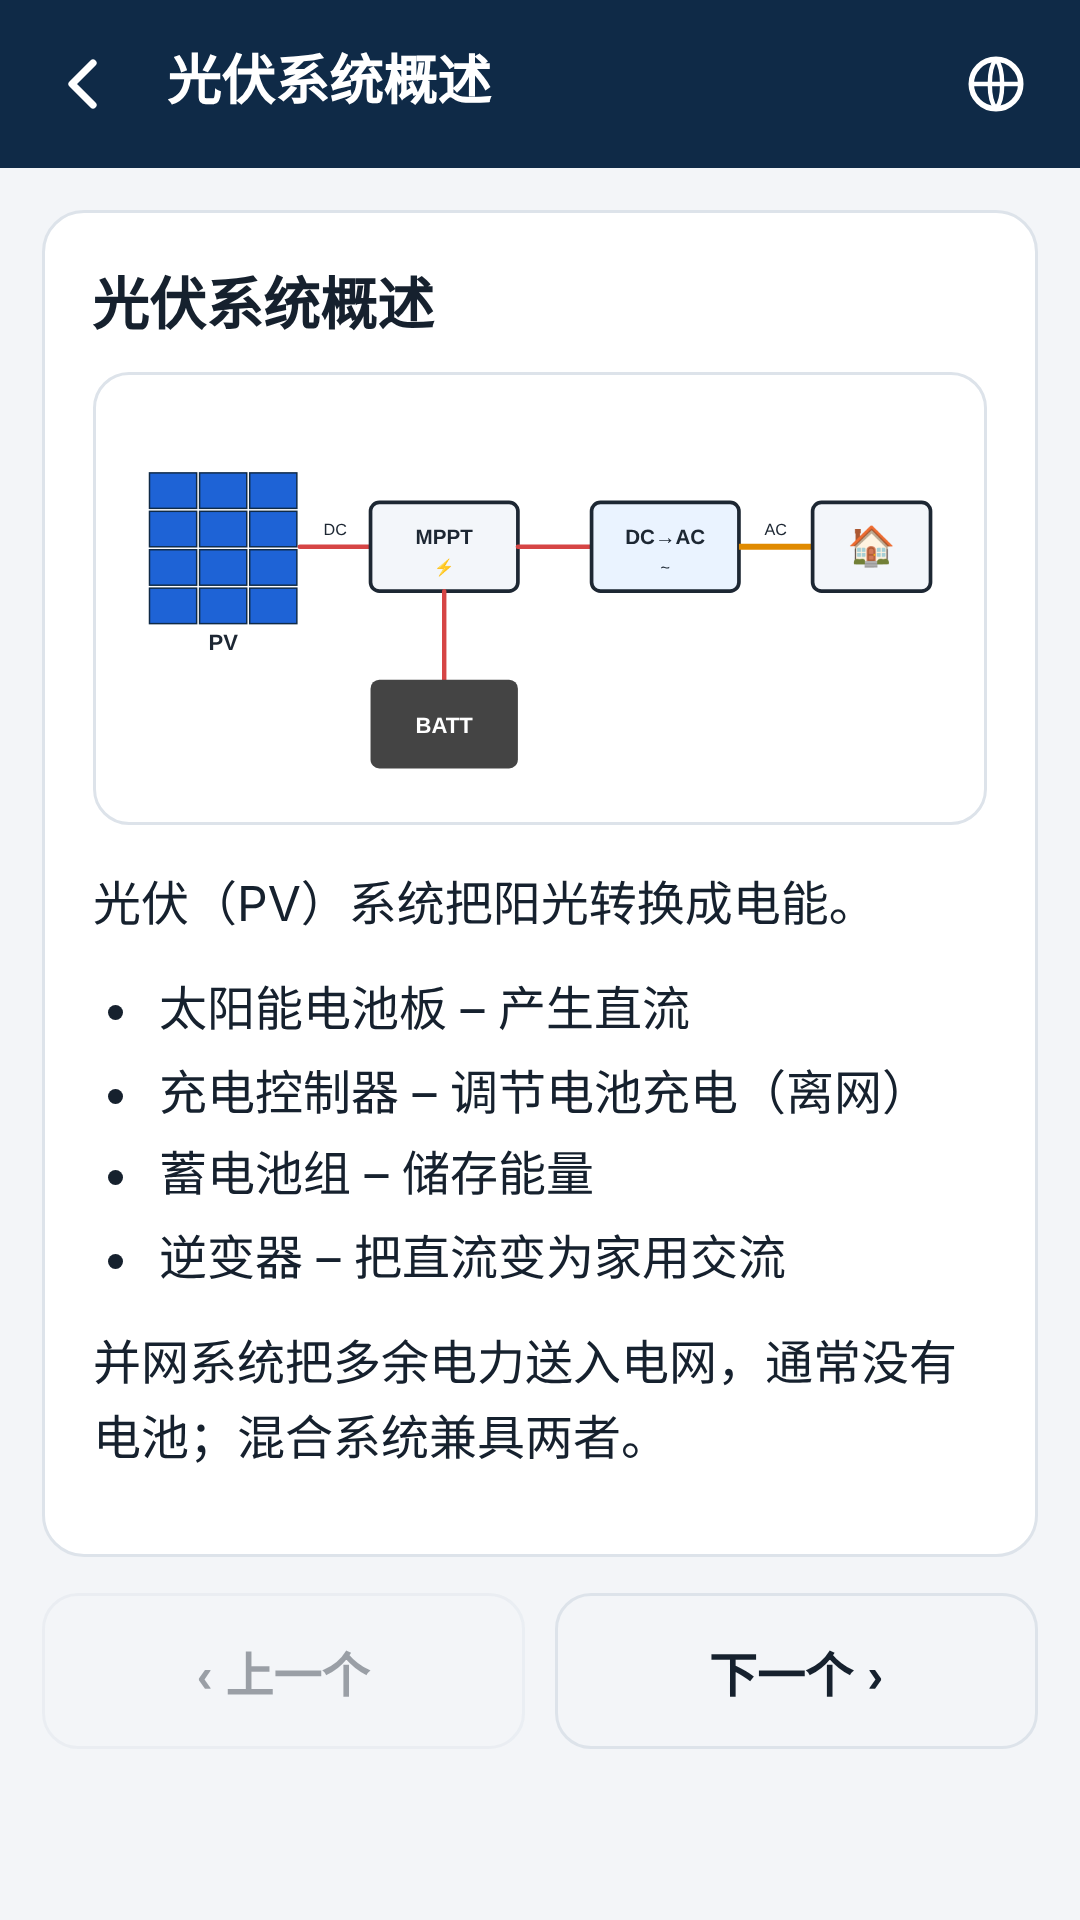 光伏系统概述
光伏系统概述
DC
MPPT
⚡
DC→AC
~
AC
PV
BATT
光伏（PV）系统把阳光转换成电能。
• 太阳能电池板 – 产生直流
• 充电控制器 – 调节电池充电（离网）
• 蓄电池组 – 储存能量
• 逆变器 – 把直流变为家用交流
并网系统把多余电力送入电网，通常没有
电池；混合系统兼具两者。
‹ 上一个
下一个 ›